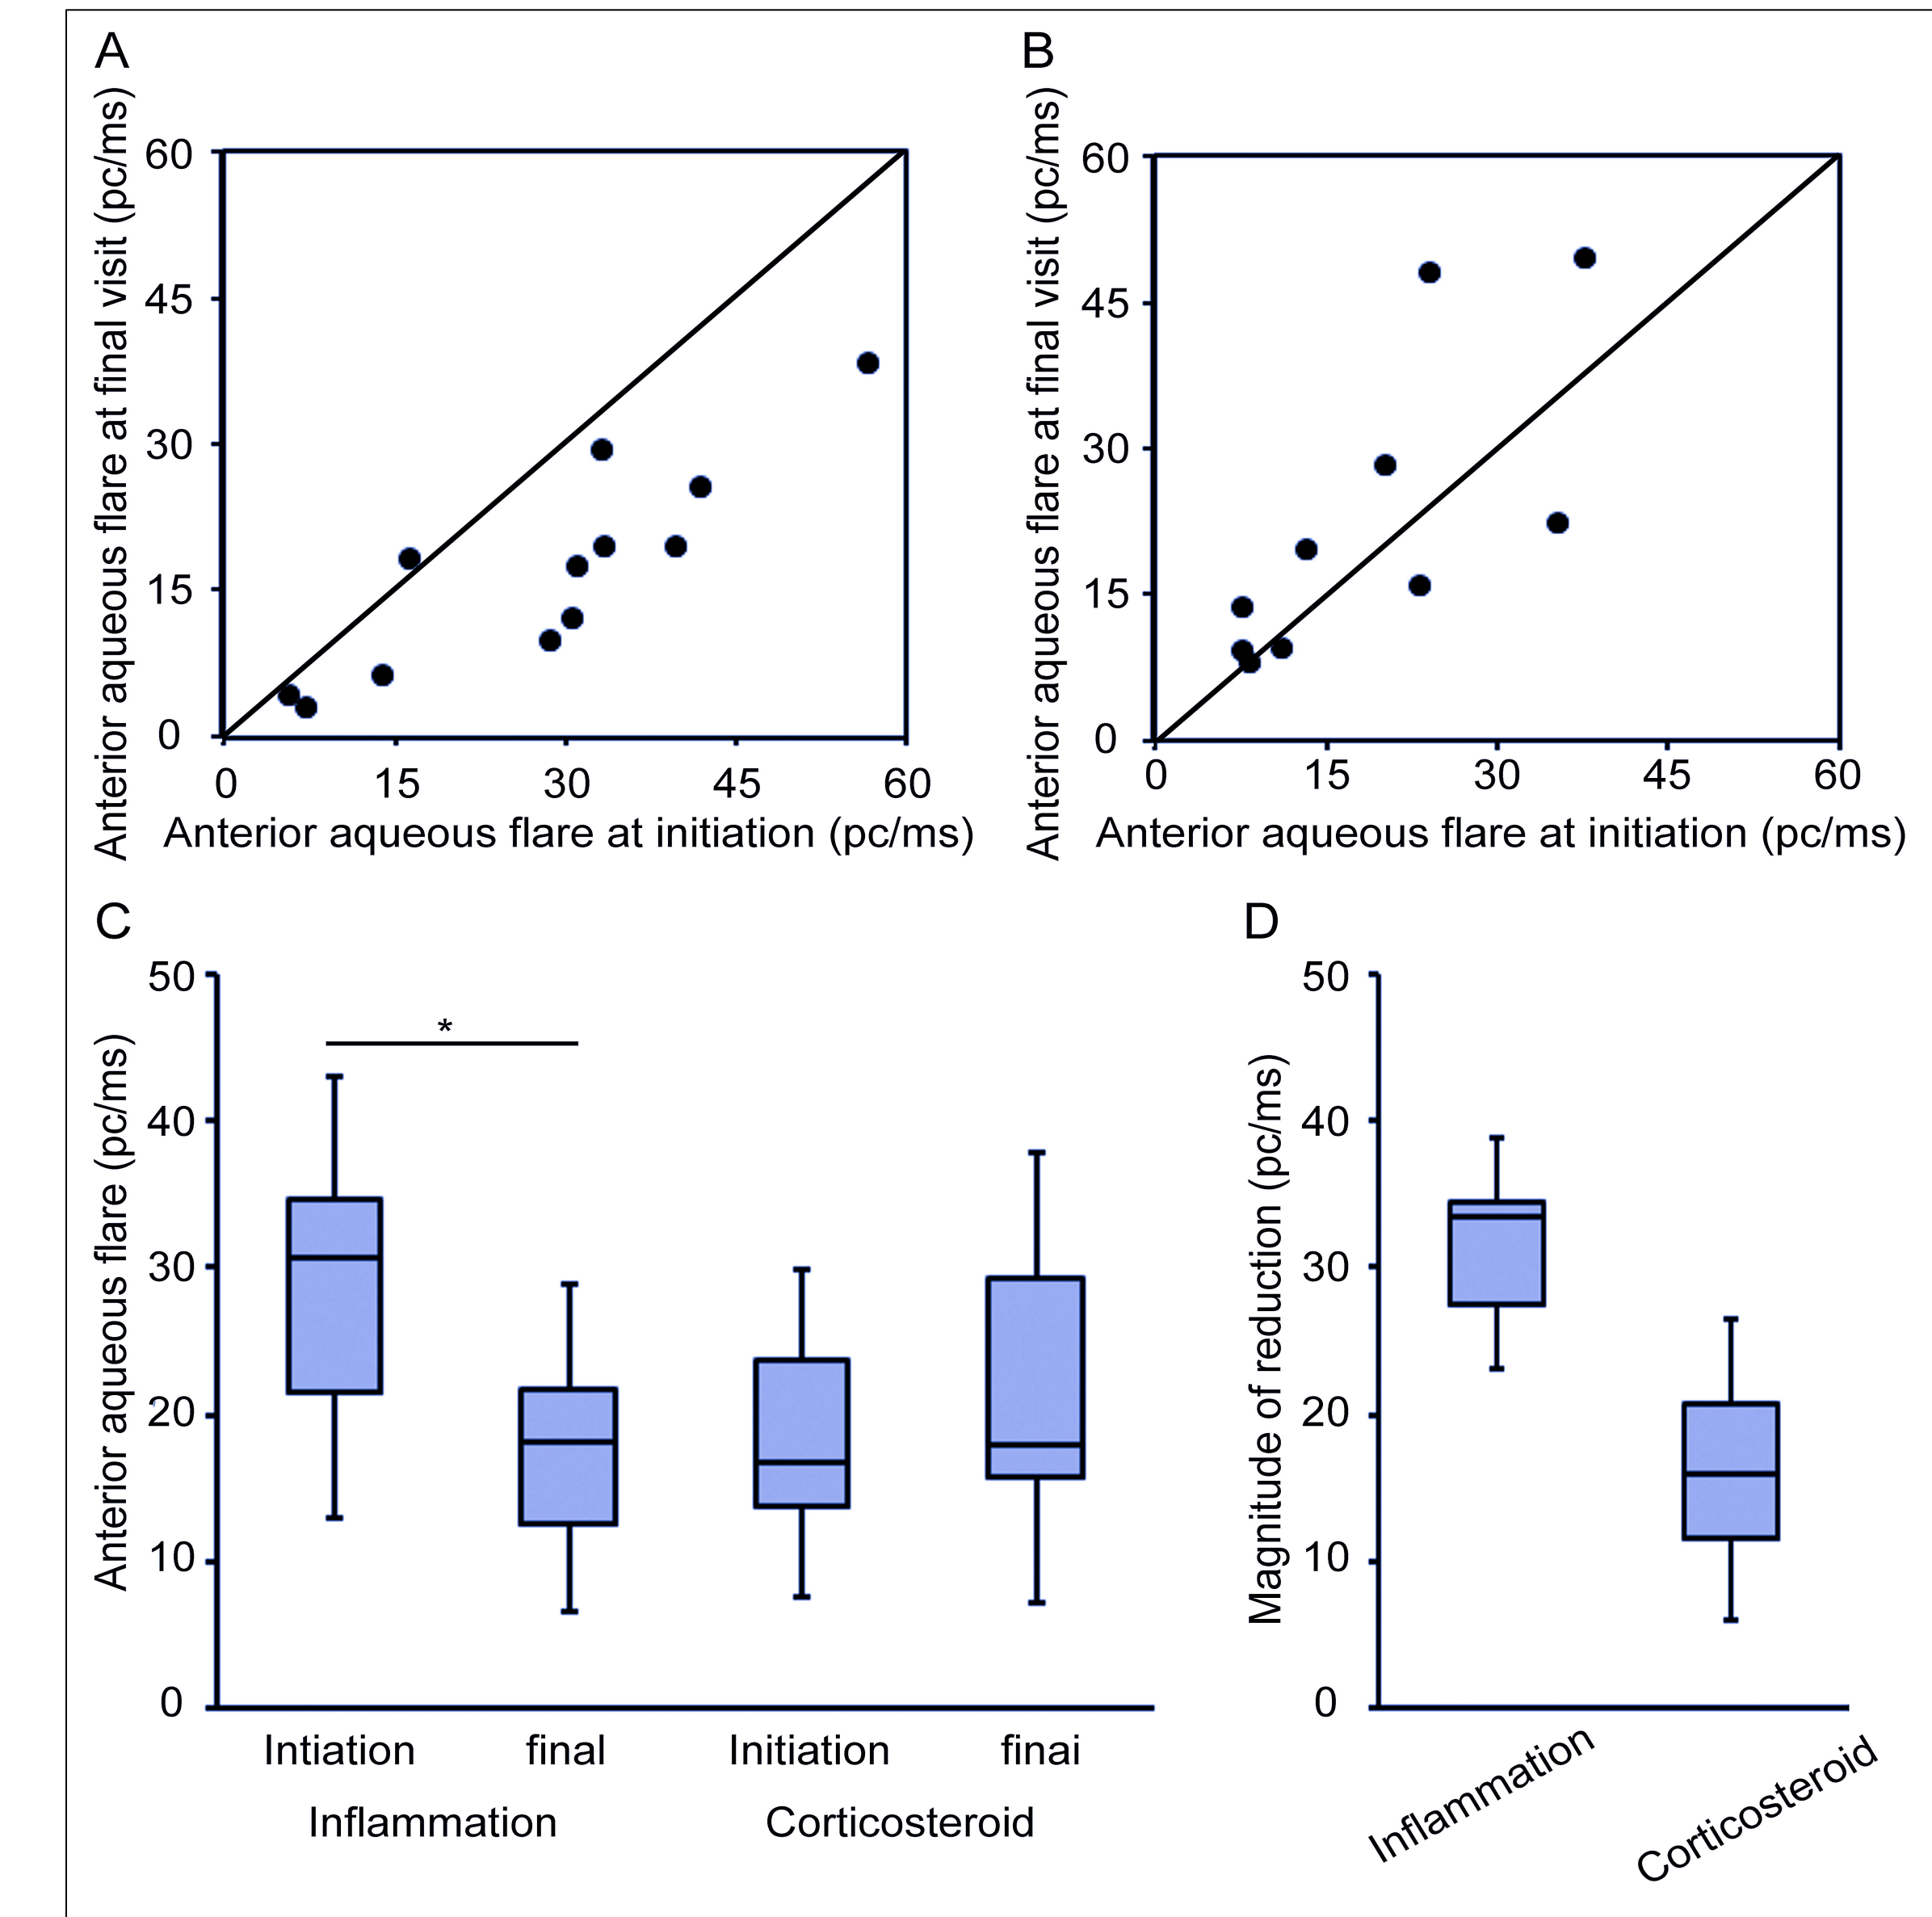 A
Anterior aqueous flare at final visit (pc/ms)
60
45
30
15
0
0 15 30 45 60
Anterior aqueous flare at initiation (pc/ms)
B
Anterior aqueous flare at final visit (pc/ms)
60
45
30
15
0
0 15 30 45 60
Anterior aqueous flare at initiation (pc/ms)
C
Anterior aqueous flare (pc/ms)
50
40
30
20
10
0
*
Intiation final Initiation finai
Inflammation Corticosteroid
D
Magnitude of reduction (pc/ms)
50
40
30
20
10
0
Inflammation
Corticosteroid